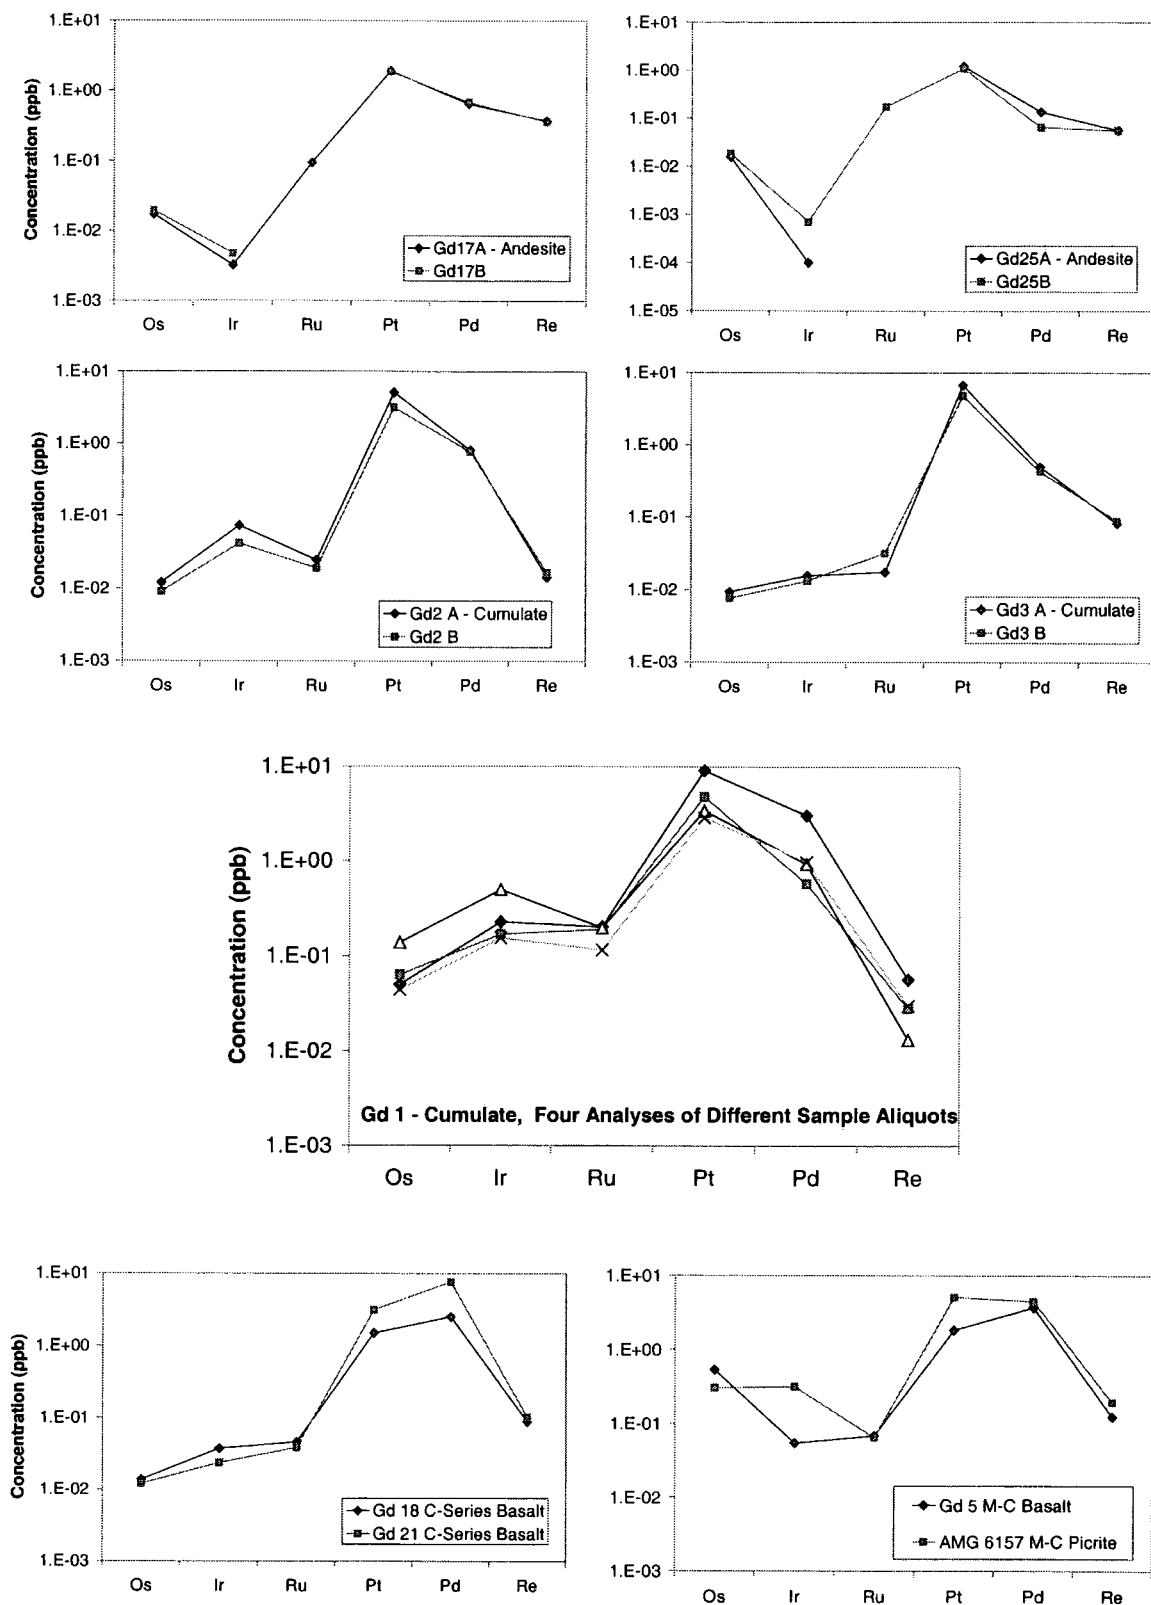 1.E+01
1.E+00
1.E-01
1.E-02
1.E-03
Concentration (ppb)
Gd17A - Andesite
Gd17B
Os Ir Ru Pt Pd Re
1.E+01
1.E+00
1.E-01
1.E-02
1.E-03
1.E-04
1.E-05
Gd25A - Andesite
Gd25B
Os Ir Ru Pt Pd Re
1.E+01
1.E+00
1.E-01
1.E-02
1.E-03
Concentration (ppb)
Gd2 A - Cumulate
Gd2 B
Os Ir Ru Pt Pd Re
1.E+01
1.E+00
1.E-01
1.E-02
1.E-03
Gd3 A - Cumulate
Gd3 B
Os Ir Ru Pt Pd Re
1.E+01
1.E+00
1.E-01
1.E-02
1.E-03
Concentration (ppb)
Gd 1 - Cumulate, Four Analyses of Different Sample Aliquots
Os Ir Ru Pt Pd Re
1.E+01
1.E+00
1.E-01
1.E-02
1.E-03
Concentration (ppb)
Gd 18 C-Series Basalt
Gd 21 C-Series Basalt
Os Ir Ru Pt Pd Re
1.E+01
1.E+00
1.E-01
1.E-02
1.E-03
Gd 5 M-C Basalt
AMG 6157 M-C Picrite
Os Ir Ru Pt Pd Re